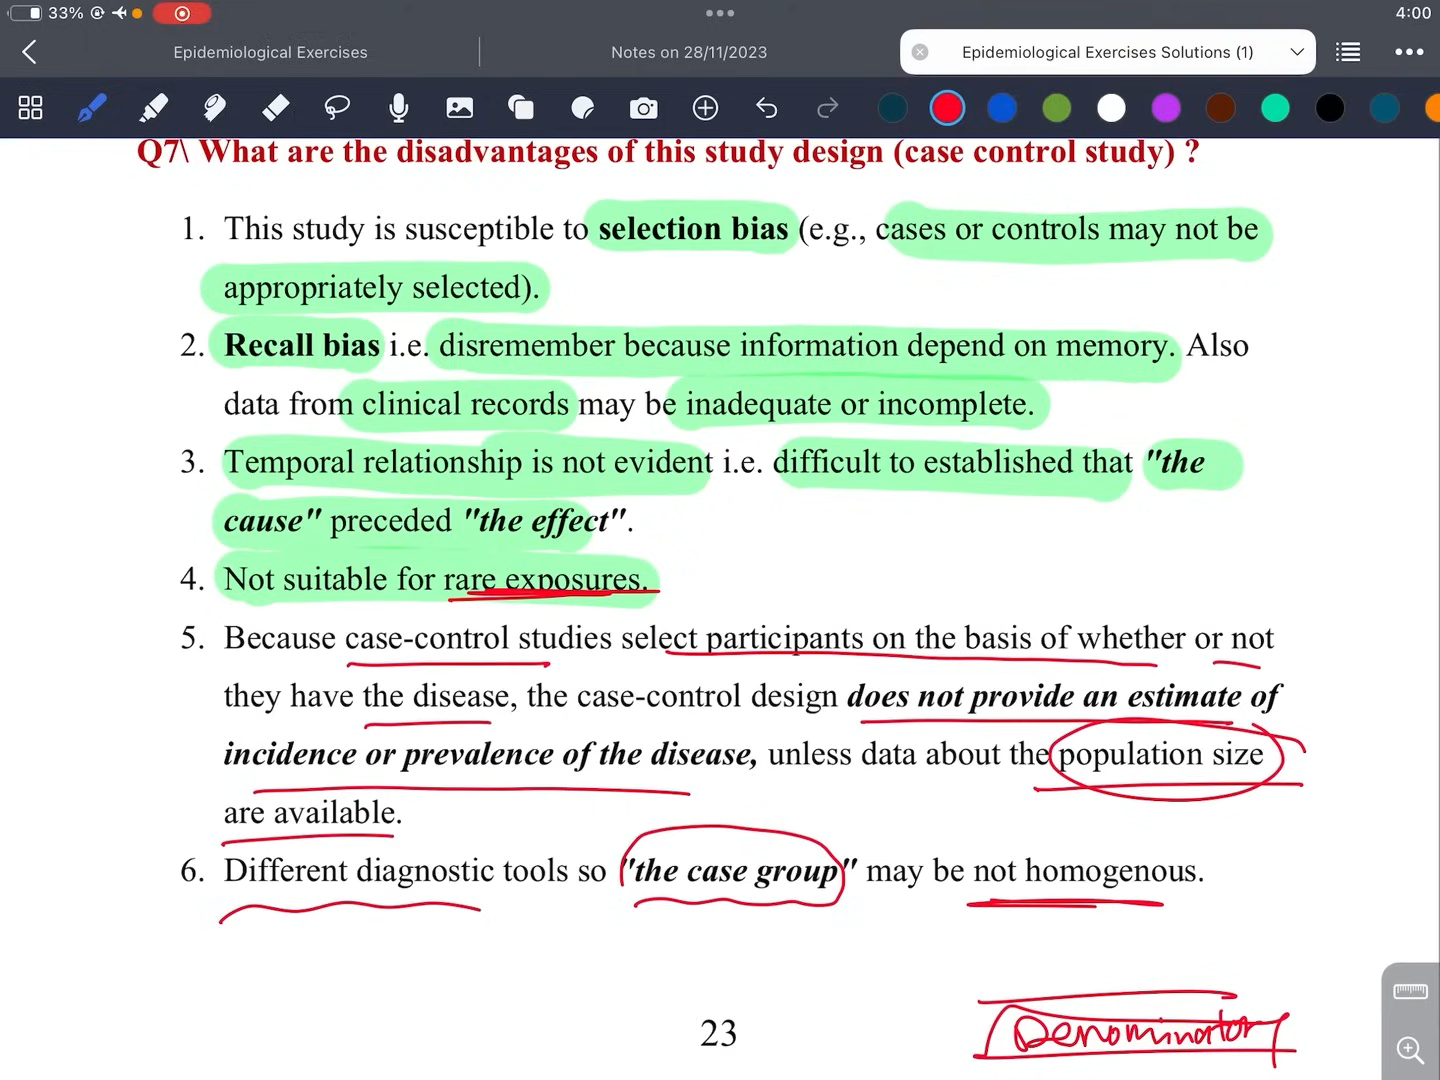 33%
4:00
Epidemiological Exercises
Notes on 28/11/2023
Epidemiological Exercises Solutions (1)
Q7\ What are the disadvantages of this study design (case control study) ?
1. This study is susceptible to selection bias (e.g., cases or controls may not be
appropriately selected).
2. Recall bias i.e. disremember because information depend on memory. Also
data from clinical records may be inadequate or incomplete.
3. Temporal relationship is not evident i.e. difficult to established that "the
cause" preceded "the effect".
4. Not suitable for rare exposures.
5. Because case-control studies select participants on the basis of whether or not
they have the disease, the case-control design does not provide an estimate of
incidence or prevalence of the disease, unless data about the population size
are available.
6. Different diagnostic tools so "the case group" may be not homogenous.
23
Denominator